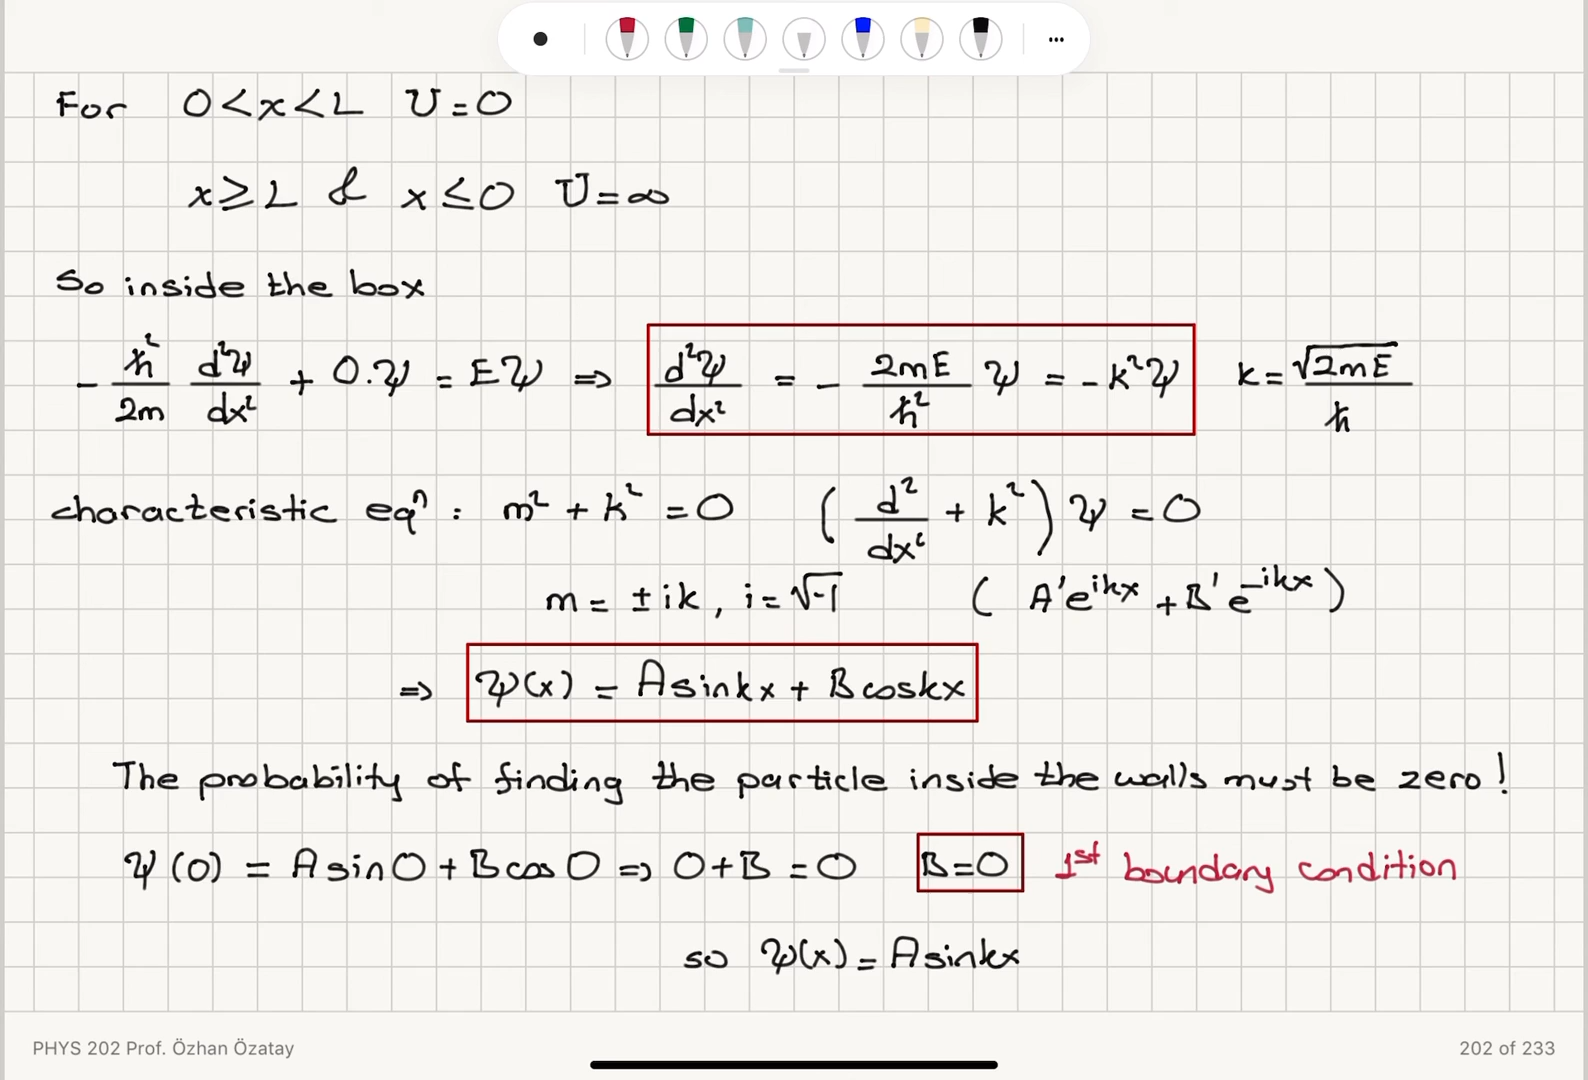 For 0<x<L U=0
x≥L & x≤0 U=∞
So inside the box
- ħ²/2m d²ψ/dx² + 0.ψ = Eψ ⇒ d²ψ/dx² = - 2mE/ħ² ψ = -k²ψ k = √2mE/ħ
characteristic eqⁿ : m² + k² = 0 (d²/dx² + k²)ψ = 0
m = ± ik, i = √-1 ( A'e^ikx + B'e^-ikx )
⇒ ψ(x) = Asinkx + Bcoskx
The probability of finding the particle inside the walls must be zero!
ψ(0) = Asin0 + Bcos0 ⇒ 0+B = 0 B=0 1st boundary condition
so ψ(x) = Asinkx
PHYS 202 Prof. Özhan Özatay
202 of 233